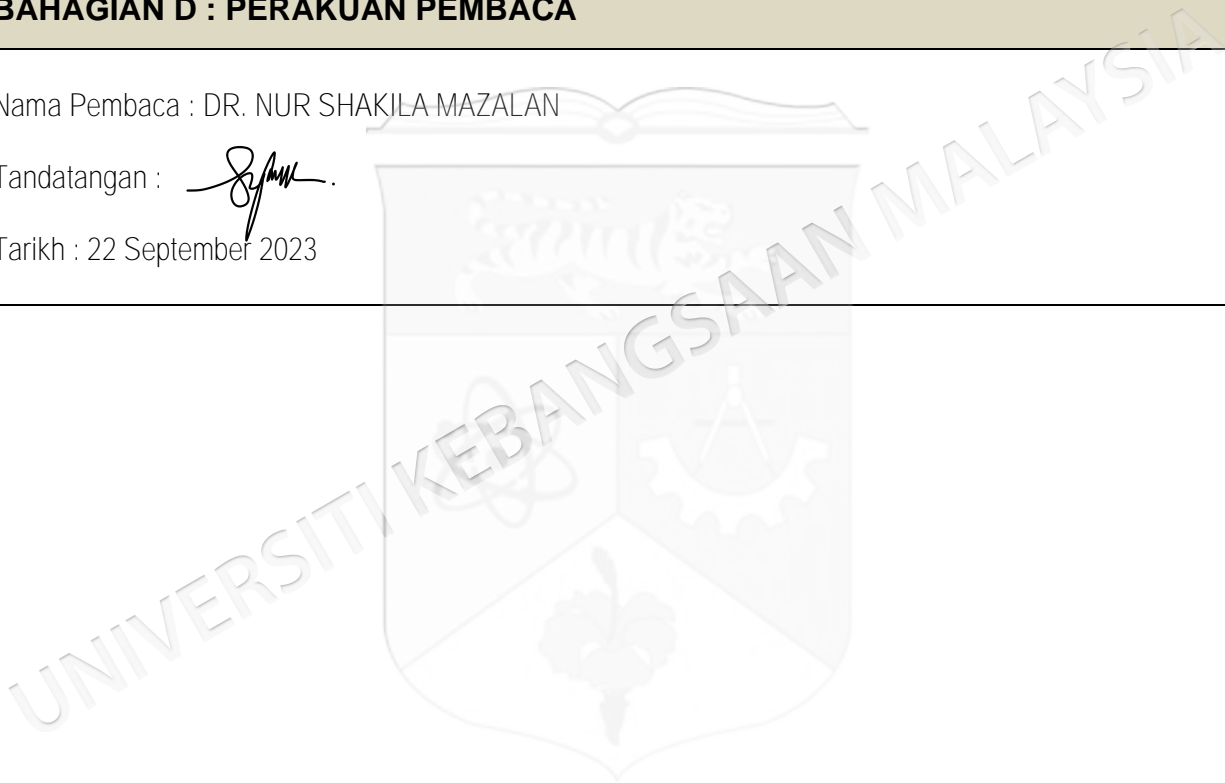 BAHAGIAN D : PERAKUAN PEMBACA
Nama Pembaca : DR. NUR SHAKILA MAZALAN
Tandatangan :
Tarikh : 22 September 2023
UNIVERSITI KEBANGSAAN MALAYSIA